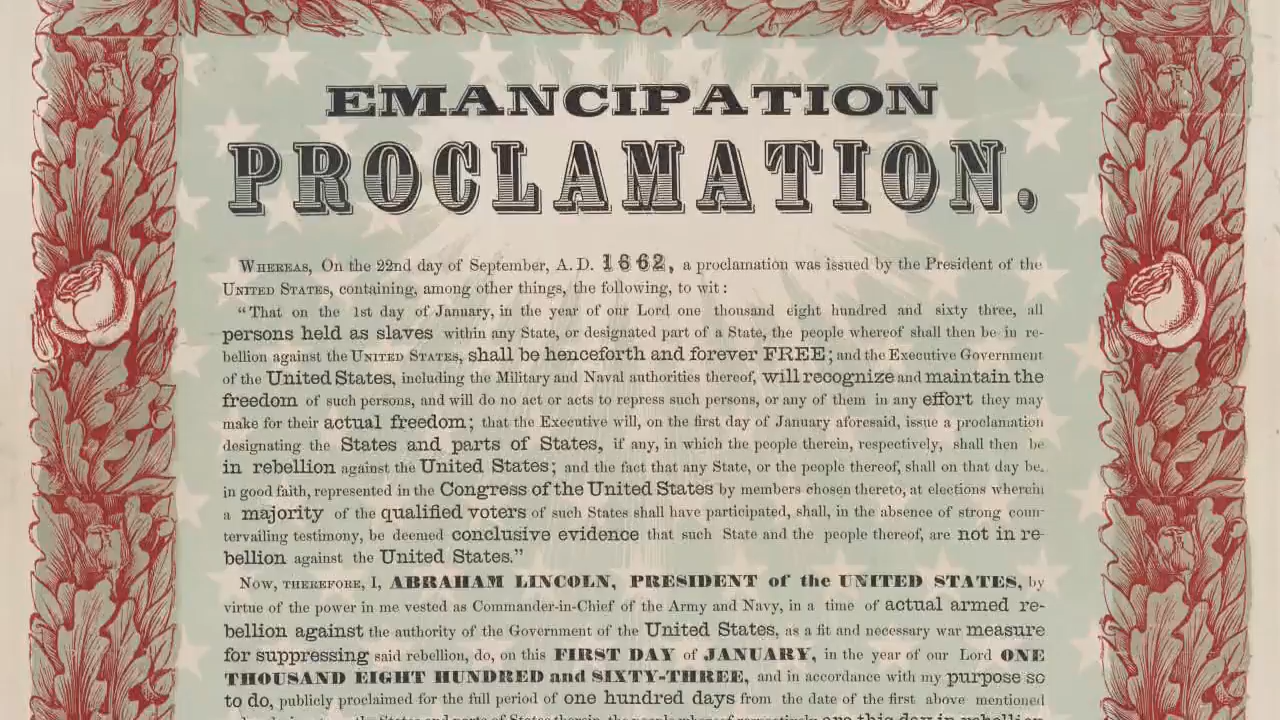 EMANCIPATION
PROCLAMATION.
WHEREAS, On the 22nd day of September, A. D. 1662, a proclamation was issued by the President of the
UNITED STATES, containing, among other things, the following, to wit :
“That on the 1st day of January, in the year of our Lord one thousand eight hundred and sixty three, all
persons held as slaves within any State, or designated part of a State, the people whereof shall then be in re-
bellion against the UNITED STATES, shall be henceforth and forever FREE; and the Executive Government
of the United States, including the Military and Naval authorities thereof, will recognize and maintain the
freedom of such persons, and will do no act or acts to repress such persons, or any of them in any effort they may
make for their actual freedom; that the Executive will, on the first day of January aforesaid, issue a proclamation
designating the States and parts of States, if any, in which the people therein, respectively, shall then be
in rebellion against the United States; and the fact that any State, or the people thereof, shall on that day be.
in good faith, represented in the Congress of the United States by members chosen thereto, at elections wherein
a majority of the qualified voters of such States shall have participated, shall, in the absence of strong coun-
tervailing testimony, be deemed conclusive evidence that such State and the people thereof, are not in re-
bellion against the United States.”
NOW, THEREFORE, I, ABRAHAM LINCOLN, PRESIDENT of the UNITED STATES, by
virtue of the power in me vested as Commander-in-Chief of the Army and Navy, in a time of actual armed re-
bellion against the authority of the Government of the United States, as a fit and necessary war measure
for suppressing said rebellion, do, on this FIRST DAY of JANUARY, in the year of our Lord ONE
THOUSAND EIGHT HUNDRED and SIXTY-THREE, and in accordance with my purpose so
to do, publicly proclaimed for the full period of one hundred days from the date of the first above mentioned
the States and parts of States therein, the people whereof respectively are this day in rebellion